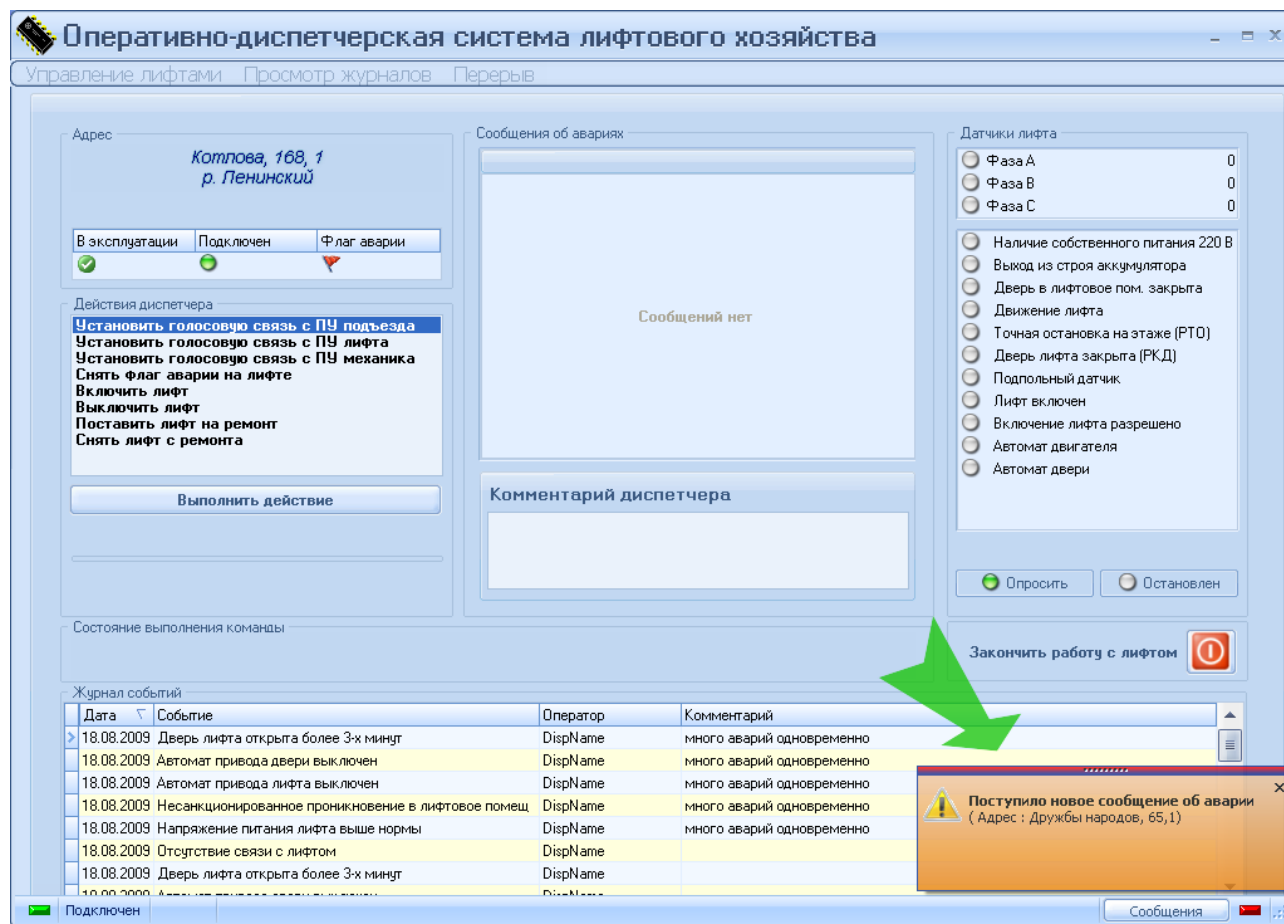 Оперативно-диспетчерская система лифтового хозяйства
Управление лифтами Просмотр журналов Перерыв
Адрес
Котлова, 168, 1
р. Ленинский
В эксплуатации Подключен Флаг аварии
Действия диспетчера
Установить голосовую связь с ПУ подъезда
Установить голосовую связь с ПУ лифта
Установить голосовую связь с ПУ механика
Снять флаг аварии на лифте
Включить лифт
Выключить лифт
Поставить лифт на ремонт
Снять лифт с ремонта
Выполнить действие
Сообщения об авариях
Сообщений нет
Комментарий диспетчера
Датчики лифта
Фаза А 0
Фаза В 0
Фаза С 0
Наличие собственного питания 220 В
Выход из строя аккумулятора
Дверь в лифтовое пом. закрыта
Движение лифта
Точная остановка на этаже (РТО)
Дверь лифта закрыта (РКД)
Подпольный датчик
Лифт включен
Включение лифта разрешено
Автомат двигателя
Автомат двери
Опросить Остановлен
Состояние выполнения команды
Закончить работу с лифтом
Журнал событий
Дата Событие Оператор Комментарий
18.08.2009 Дверь лифта открыта более 3-х минут DispName много аварий одновременно
18.08.2009 Автомат привода двери выключен DispName много аварий одновременно
18.08.2009 Автомат привода лифта выключен DispName много аварий одновременно
18.08.2009 Несанкционированное проникновение в лифтовое помещ DispName много аварий одновременно
18.08.2009 Напряжение питания лифта выше нормы DispName много аварий одновременно
18.08.2009 Отсутствие связи с лифтом DispName
18.08.2009 Дверь лифта открыта более 3-х минут DispName
Поступило новое сообщение об аварии
( Адрес : Дружбы народов, 65,1)
Подключен
Сообщения